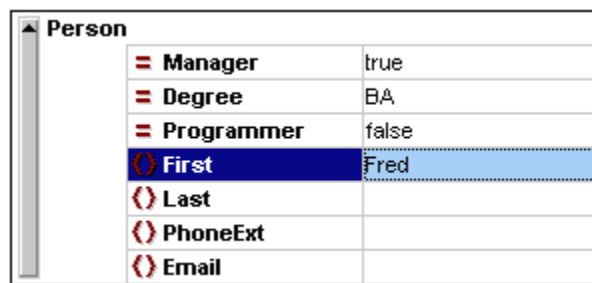 Person
= Manager true
= Degree BA
= Programmer false
() First Fred
() Last
() PhoneExt
() Email